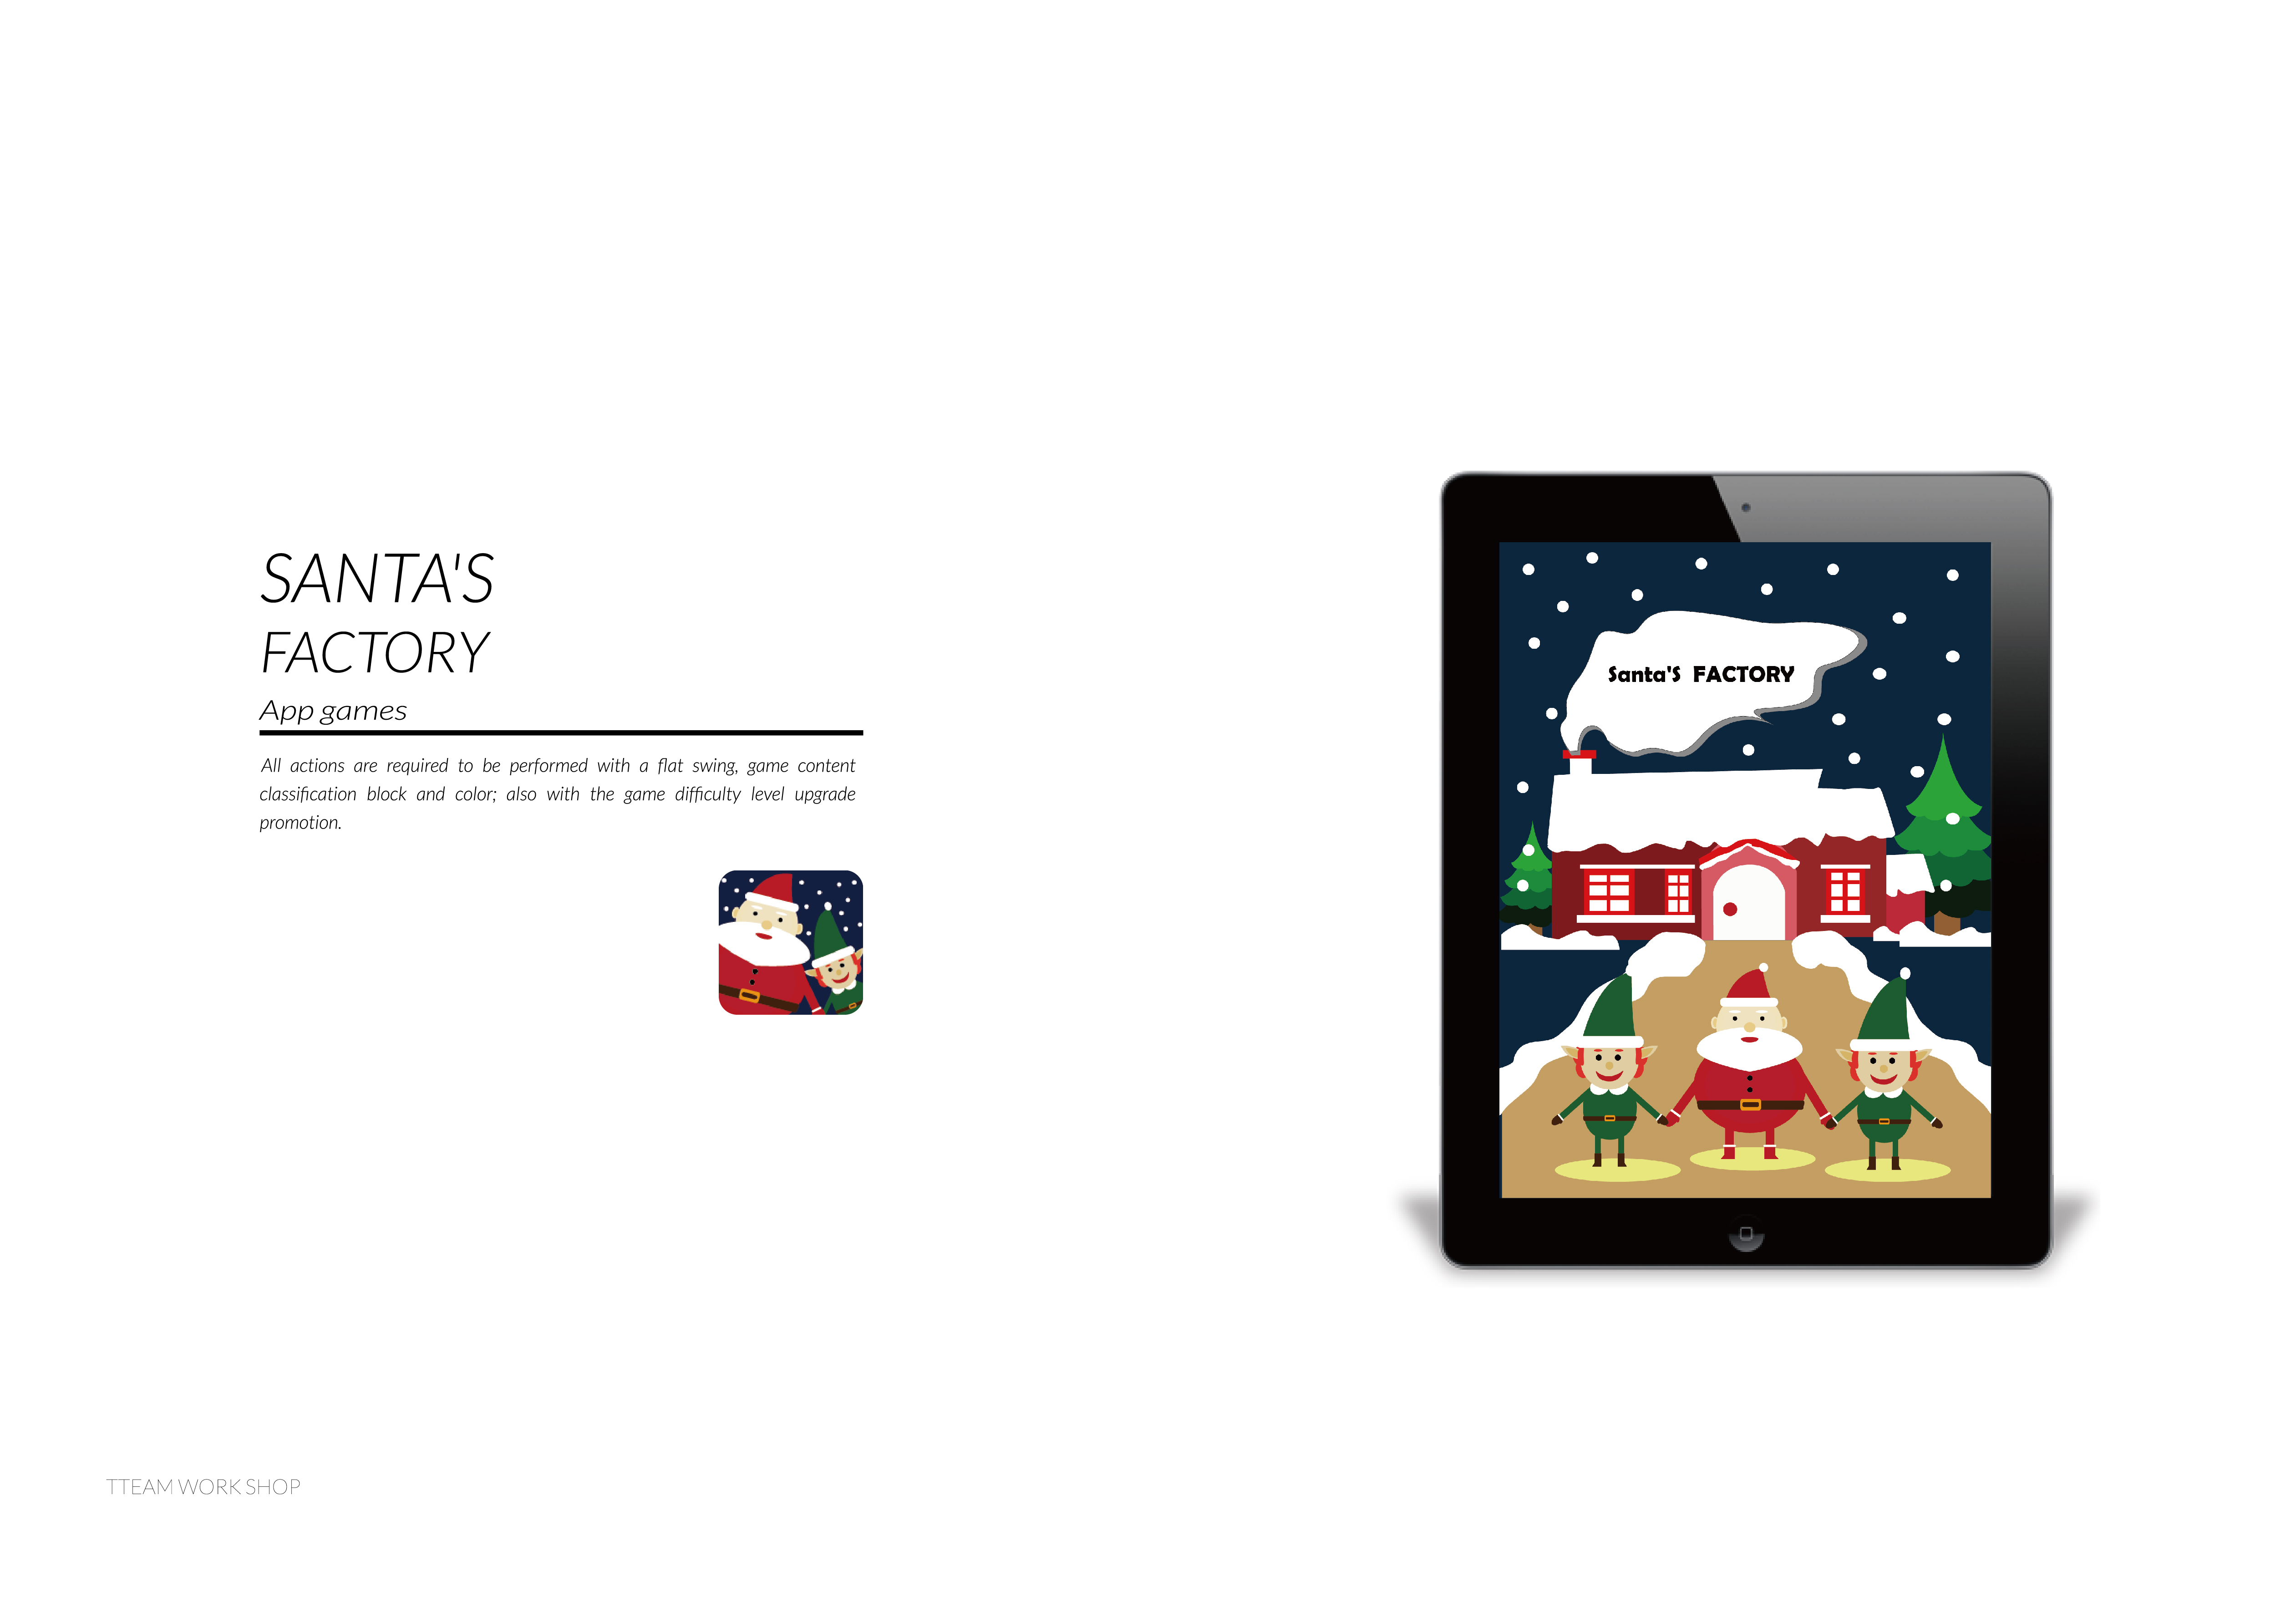 SANTA'S
FACTORY
App games
All actions are required to be performed with a flat swing, game content
classification block and color; also with the game difficulty level upgrade
promotion.
Santa'S FACTORY
TTEAM WORK SHOP